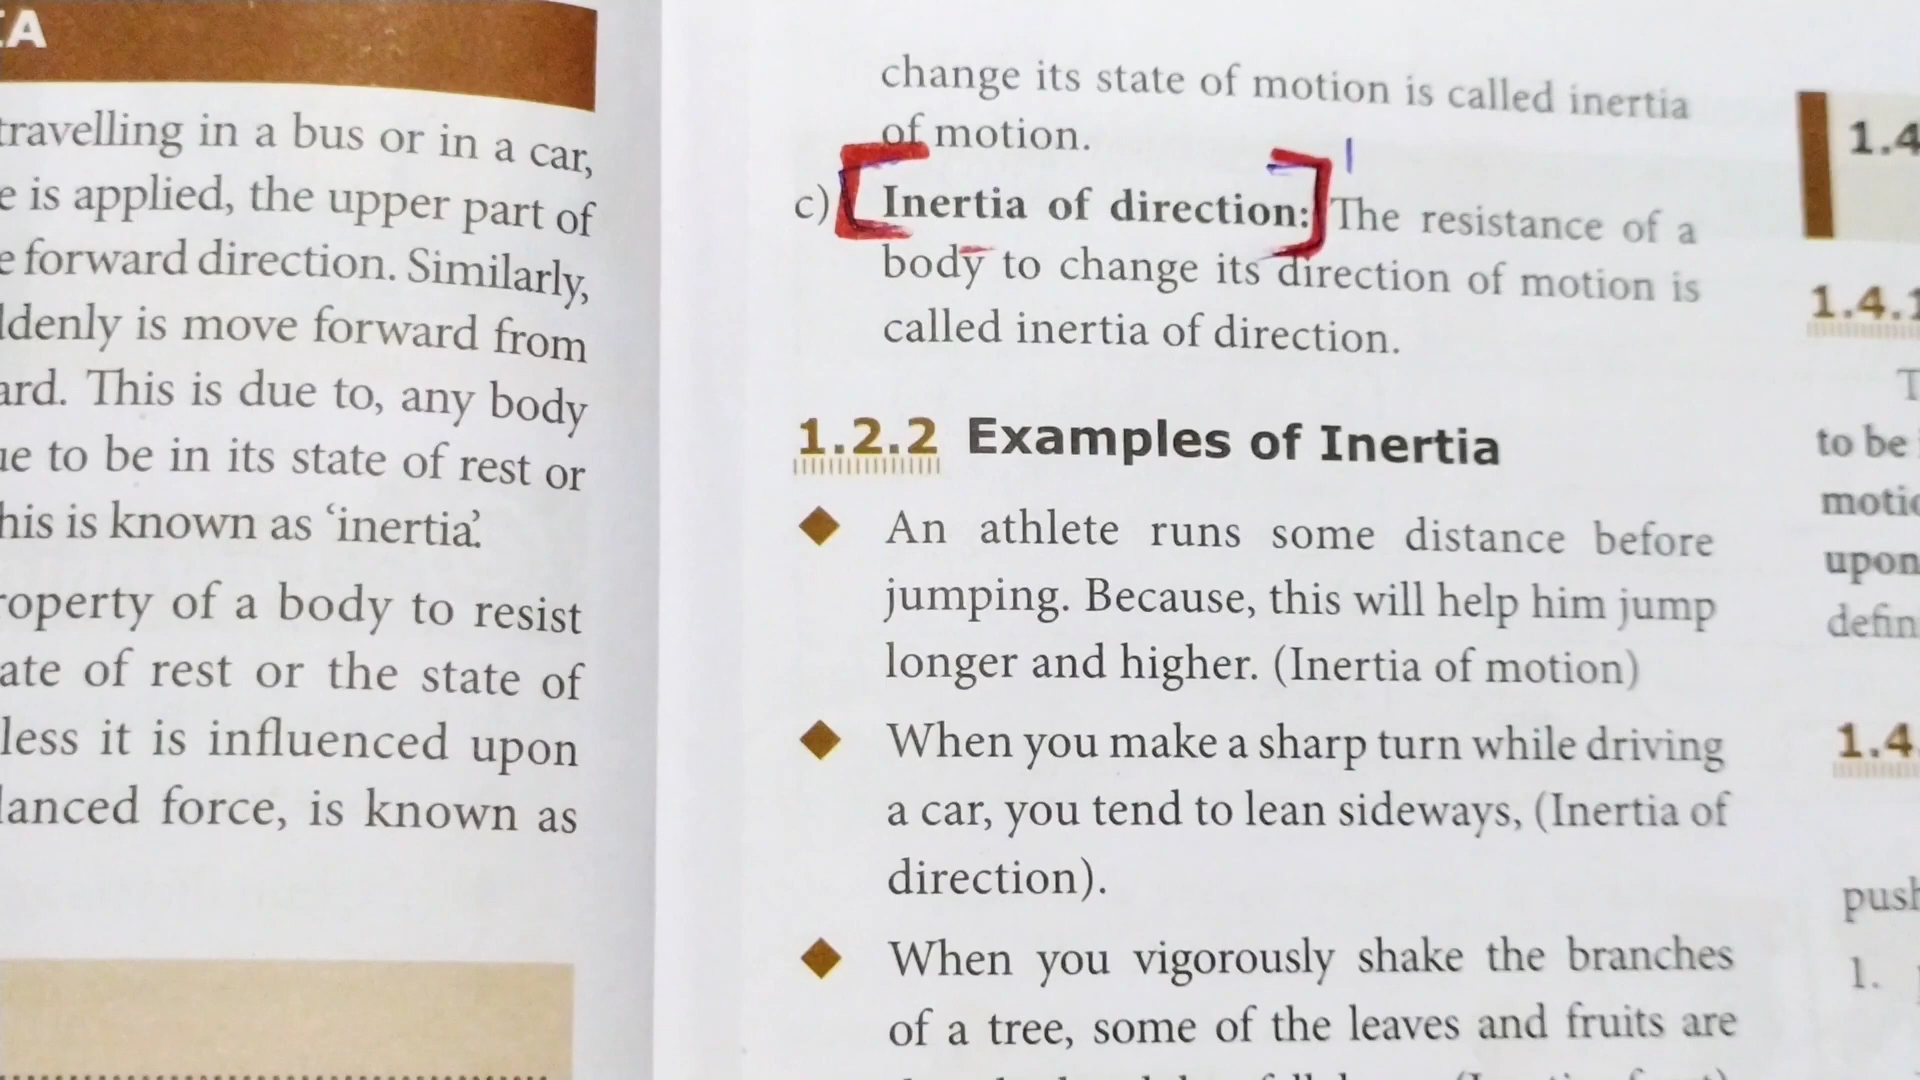 travelling in a bus or in a car,
e is applied, the upper part of
e forward direction. Similarly,
ddenly is move forward from
ard. This is due to, any body
ue to be in its state of rest or
his is known as ‘inertia’.
roperty of a body to resist
ate of rest or the state of
less it is influenced upon
lanced force, is known as
change its state of motion is called inertia
of motion.
c) Inertia of direction: The resistance of a
body to change its direction of motion is
called inertia of direction.
1.2.2 Examples of Inertia
An athlete runs some distance before
jumping. Because, this will help him jump
longer and higher. (Inertia of motion)
When you make a sharp turn while driving
a car, you tend to lean sideways, (Inertia of
direction).
When you vigorously shake the branches
of a tree, some of the leaves and fruits are
1.4
1.4.1
to be
motio
upon
defin
1.4
push
1.